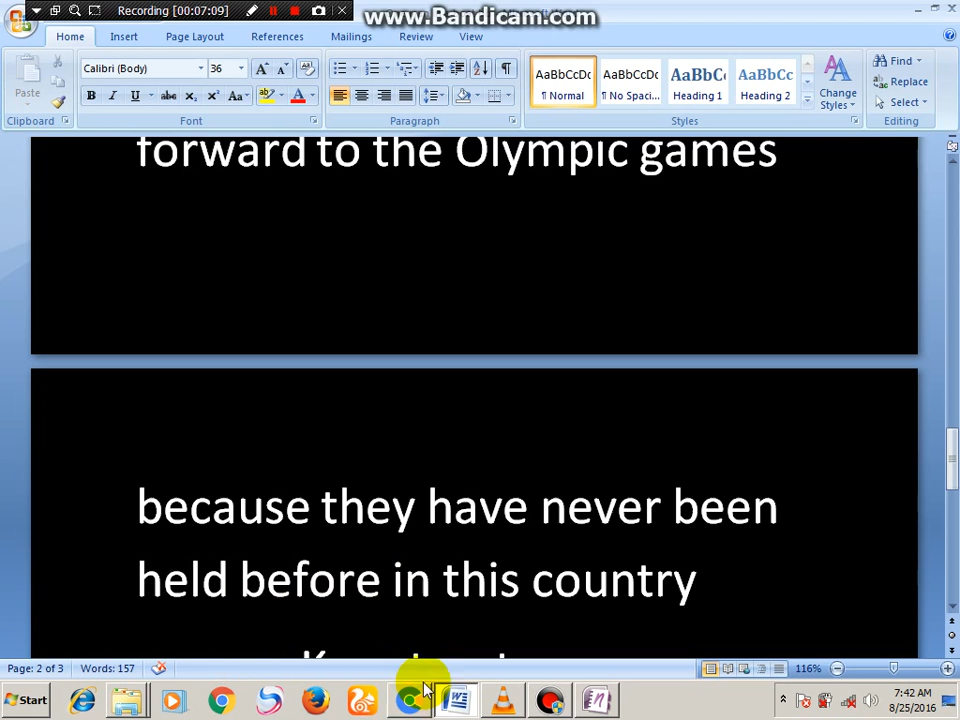 Recording [00:07:09]
www.Bandicam.com
Home Insert Page Layout References Mailings Review View
Paste
Calibri (Body) 36
AaBbCcDc AaBbCcDc AaBbC AaBbCc
¶ Normal ¶ No Spaci... Heading 1 Heading 2
Change
Styles
Find
Replace
Select
Clipboard Font Paragraph Styles Editing
forward to the Olympic games
because they have never been
held before in this country
Page: 2 of 3 Words: 157 116%
Start
7:42 AM
8/25/2016